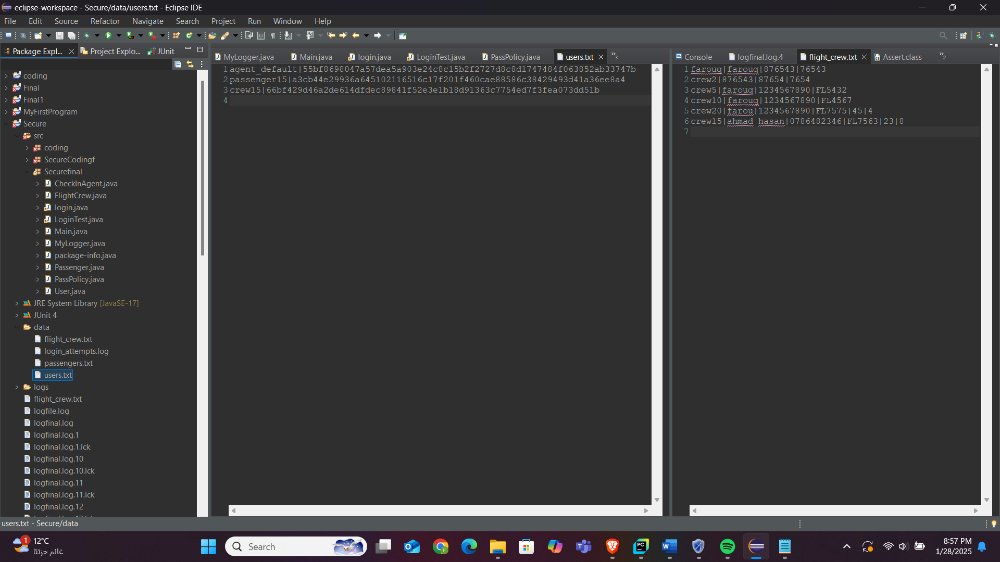 eclipse-workspace - Secure/data/users.txt - Eclipse IDE
File Edit Source Refactor Navigate Search Project Run Window Help
Package Expl... Project Explo... JUnit
MyLogger.java Main.java login.java LoginTest.java PassPolicy.java users.txt 3
Console logfinal.log.4 flight_crew.txt Assert.class 2
coding
Final
Final1
MyFirstProgram
Secure
src
coding
SecureCodingf
Securefinal
CheckInAgent.java
FlightCrew.java
login.java
LoginTest.java
Main.java
MyLogger.java
package-info.java
Passenger.java
PassPolicy.java
User.java
JRE System Library [JavaSE-17]
JUnit 4
data
flight_crew.txt
login_attempts.log
passengers.txt
users.txt
logs
flight_crew.txt
logfile.log
logfinal.log
logfinal.log.1
logfinal.log.1.lck
logfinal.log.10
logfinal.log.10.lck
logfinal.log.11
logfinal.log.11.lck
logfinal.log.12
1 agent_default|55bf8698047a57dea5a903e24c8c15b2f2727d8c8d1747484f063852ab33747b
2 passenger15|a3cb44e29936a645102116516c17f201f460cae88586c38429493d41a36ee8a4
3 crew15|66bf429d46a2de614dfdec89841f52e3e1b18d91363c7754ed7f3fea073dd51b
4
1 farouq|farouq|876543|76543
2 crew2|876543|87654|7654
3 crew5|farouq|1234567890|FL5432
4 crew10|farouq|1234567890|FL4567
5 crew20|farou|1234567890|FL7575|45|4
6 crew15|ahmad hasan|0786482346|FL7563|23|8
7
users.txt - Secure/data
1
12°C
غائم جزئيًا
Search
8:57 PM
1/28/2025